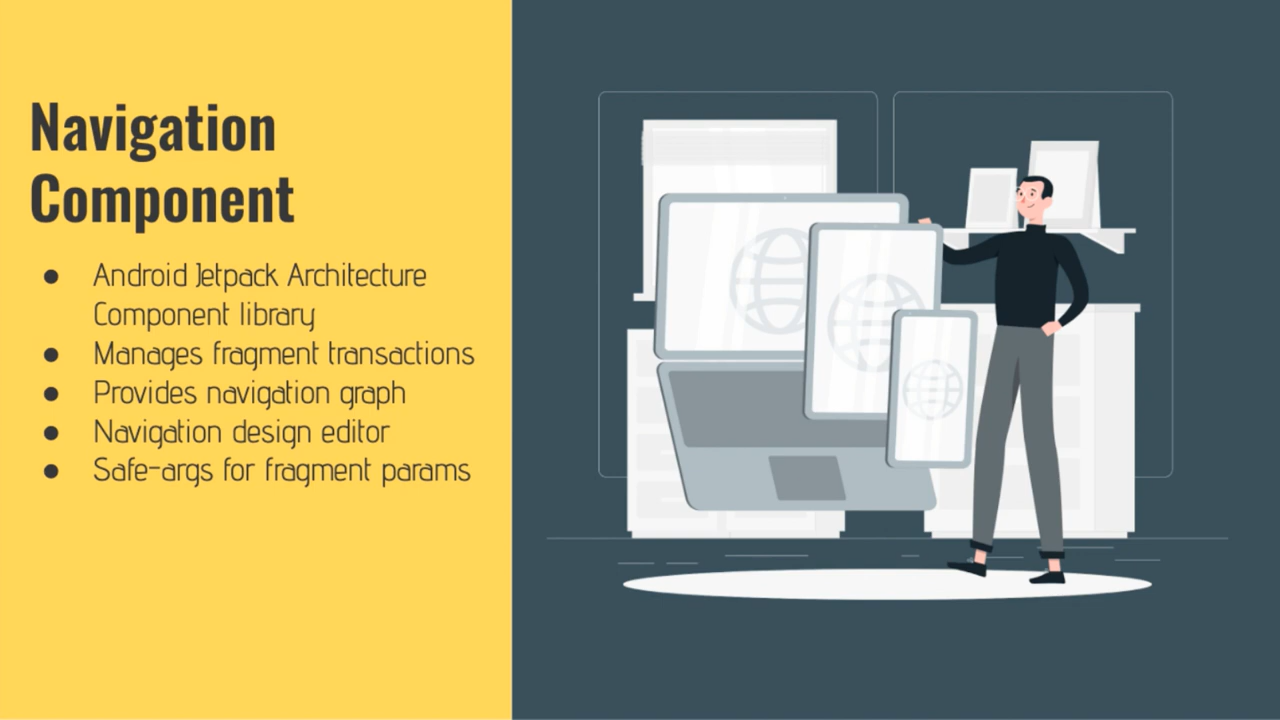 Navigation
Component
● Android Jetpack Architecture
Component library
● Manages fragment transactions
● Provides navigation graph
● Navigation design editor
● Safe-args for fragment params